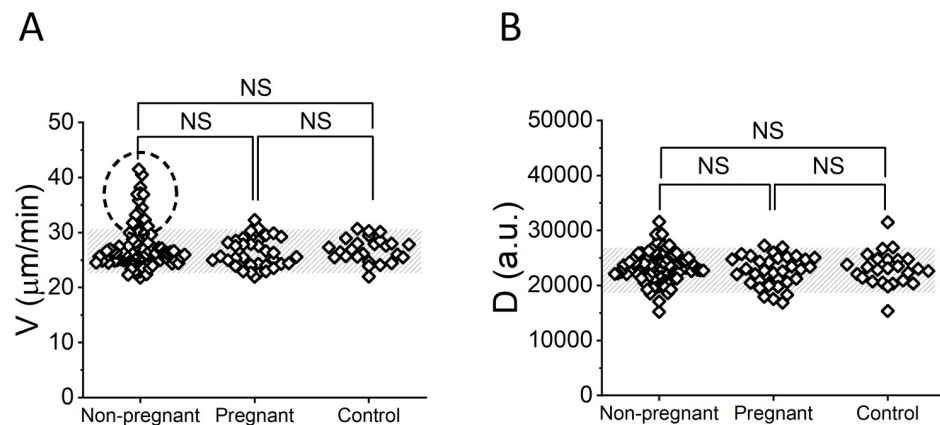 A
NS
NS
NS
V (μm/min)
50
40
30
20
10
0
Non-pregnant
Pregnant
Control
B
NS
NS
NS
D (a.u.)
50000
40000
30000
20000
10000
0
Non-pregnant
Pregnant
Control